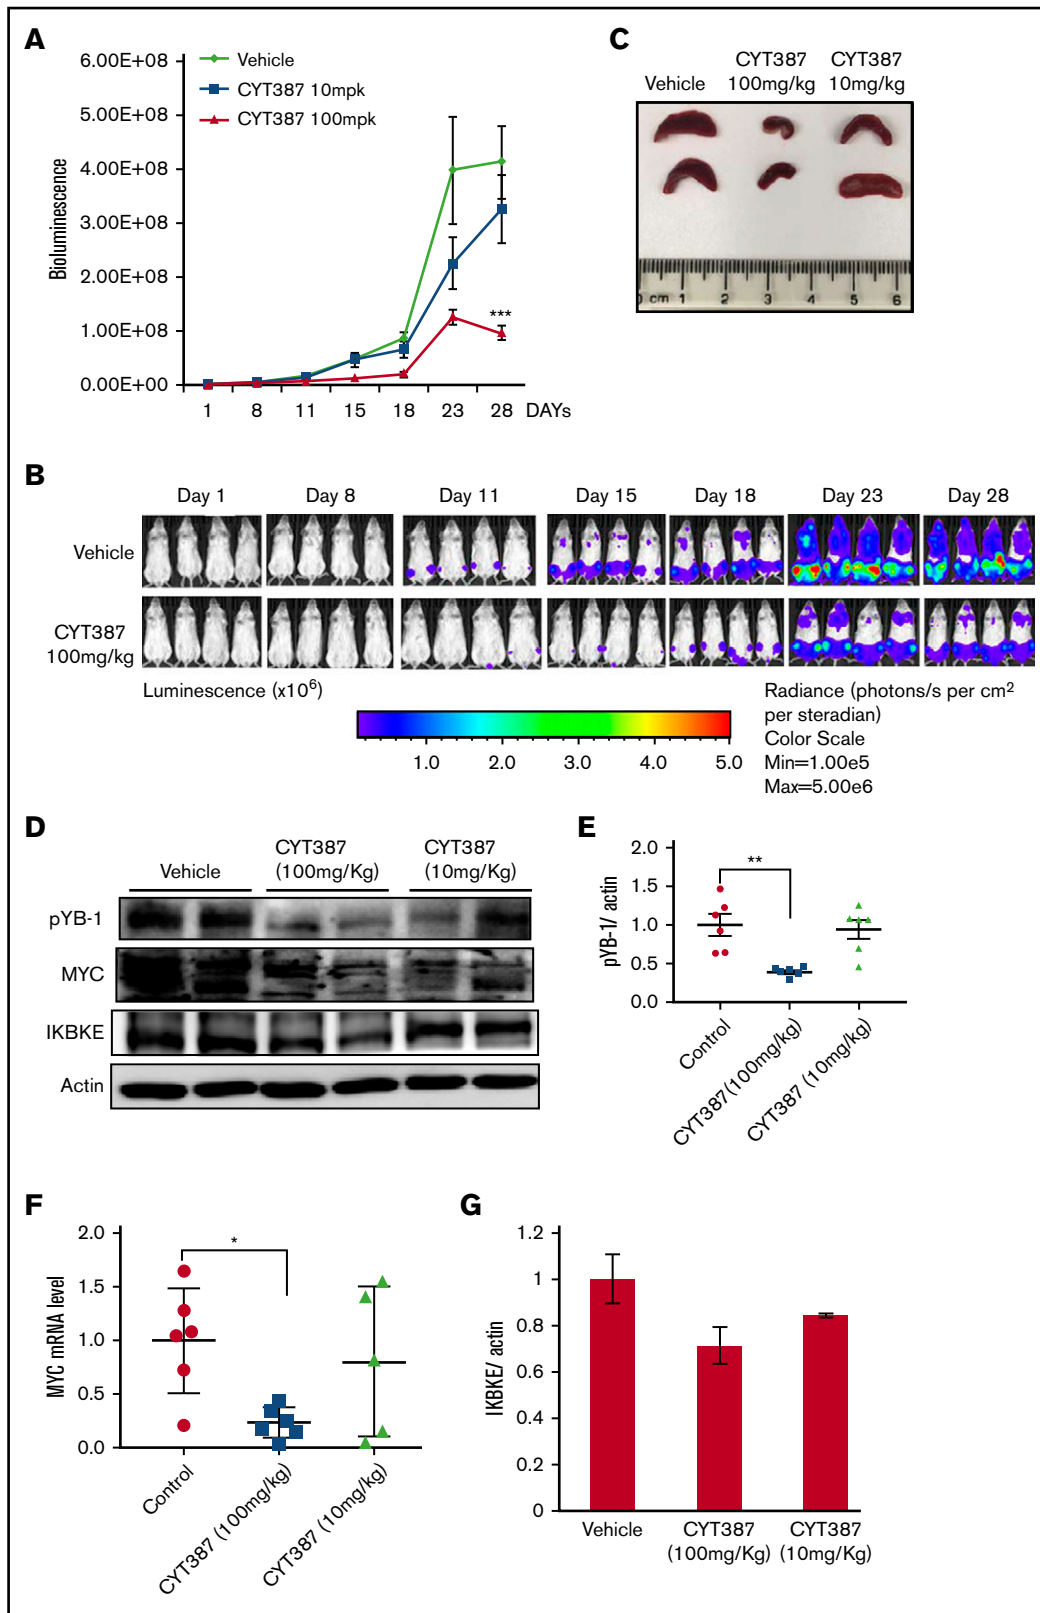 A
6.00E+08
5.00E+08
4.00E+08
3.00E+08
2.00E+08
1.00E+08
0.00E+00
Bioluminescence
Vehicle
CYT387 10mpk
CYT387 100mpk
***
1 8 11 15 18 23 28 DAYs
C
Vehicle
CYT387
100mg/kg
CYT387
10mg/kg
0 cm 1 2 3 4 5 6
B
Day 1 Day 8 Day 11 Day 15 Day 18 Day 23 Day 28
Vehicle
CYT387
100mg/kg
Luminescence (x10⁶)
1.0 2.0 3.0 4.0 5.0
Radiance (photons/s per cm²
per steradian)
Color Scale
Min=1.00e5
Max=5.00e6
D
Vehicle
CYT387
(100mg/Kg)
CYT387
(10mg/Kg)
pYB-1
MYC
IKBKE
Actin
E
2.0
1.5
1.0
0.5
0.0
pYB-1/ actin
**
Control
CYT387(100mg/kg)
CYT387 (10mg/kg)
F
2.0
1.5
1.0
0.5
0.0
MYC mRNA level
*
Control
CYT387 (100mg/kg)
CYT387 (10mg/kg)
G
1.2
1
0.8
0.6
0.4
0.2
0
IKBKE/ actin
Vehicle
CYT387
(100mg/Kg)
CYT387
(10mg/Kg)